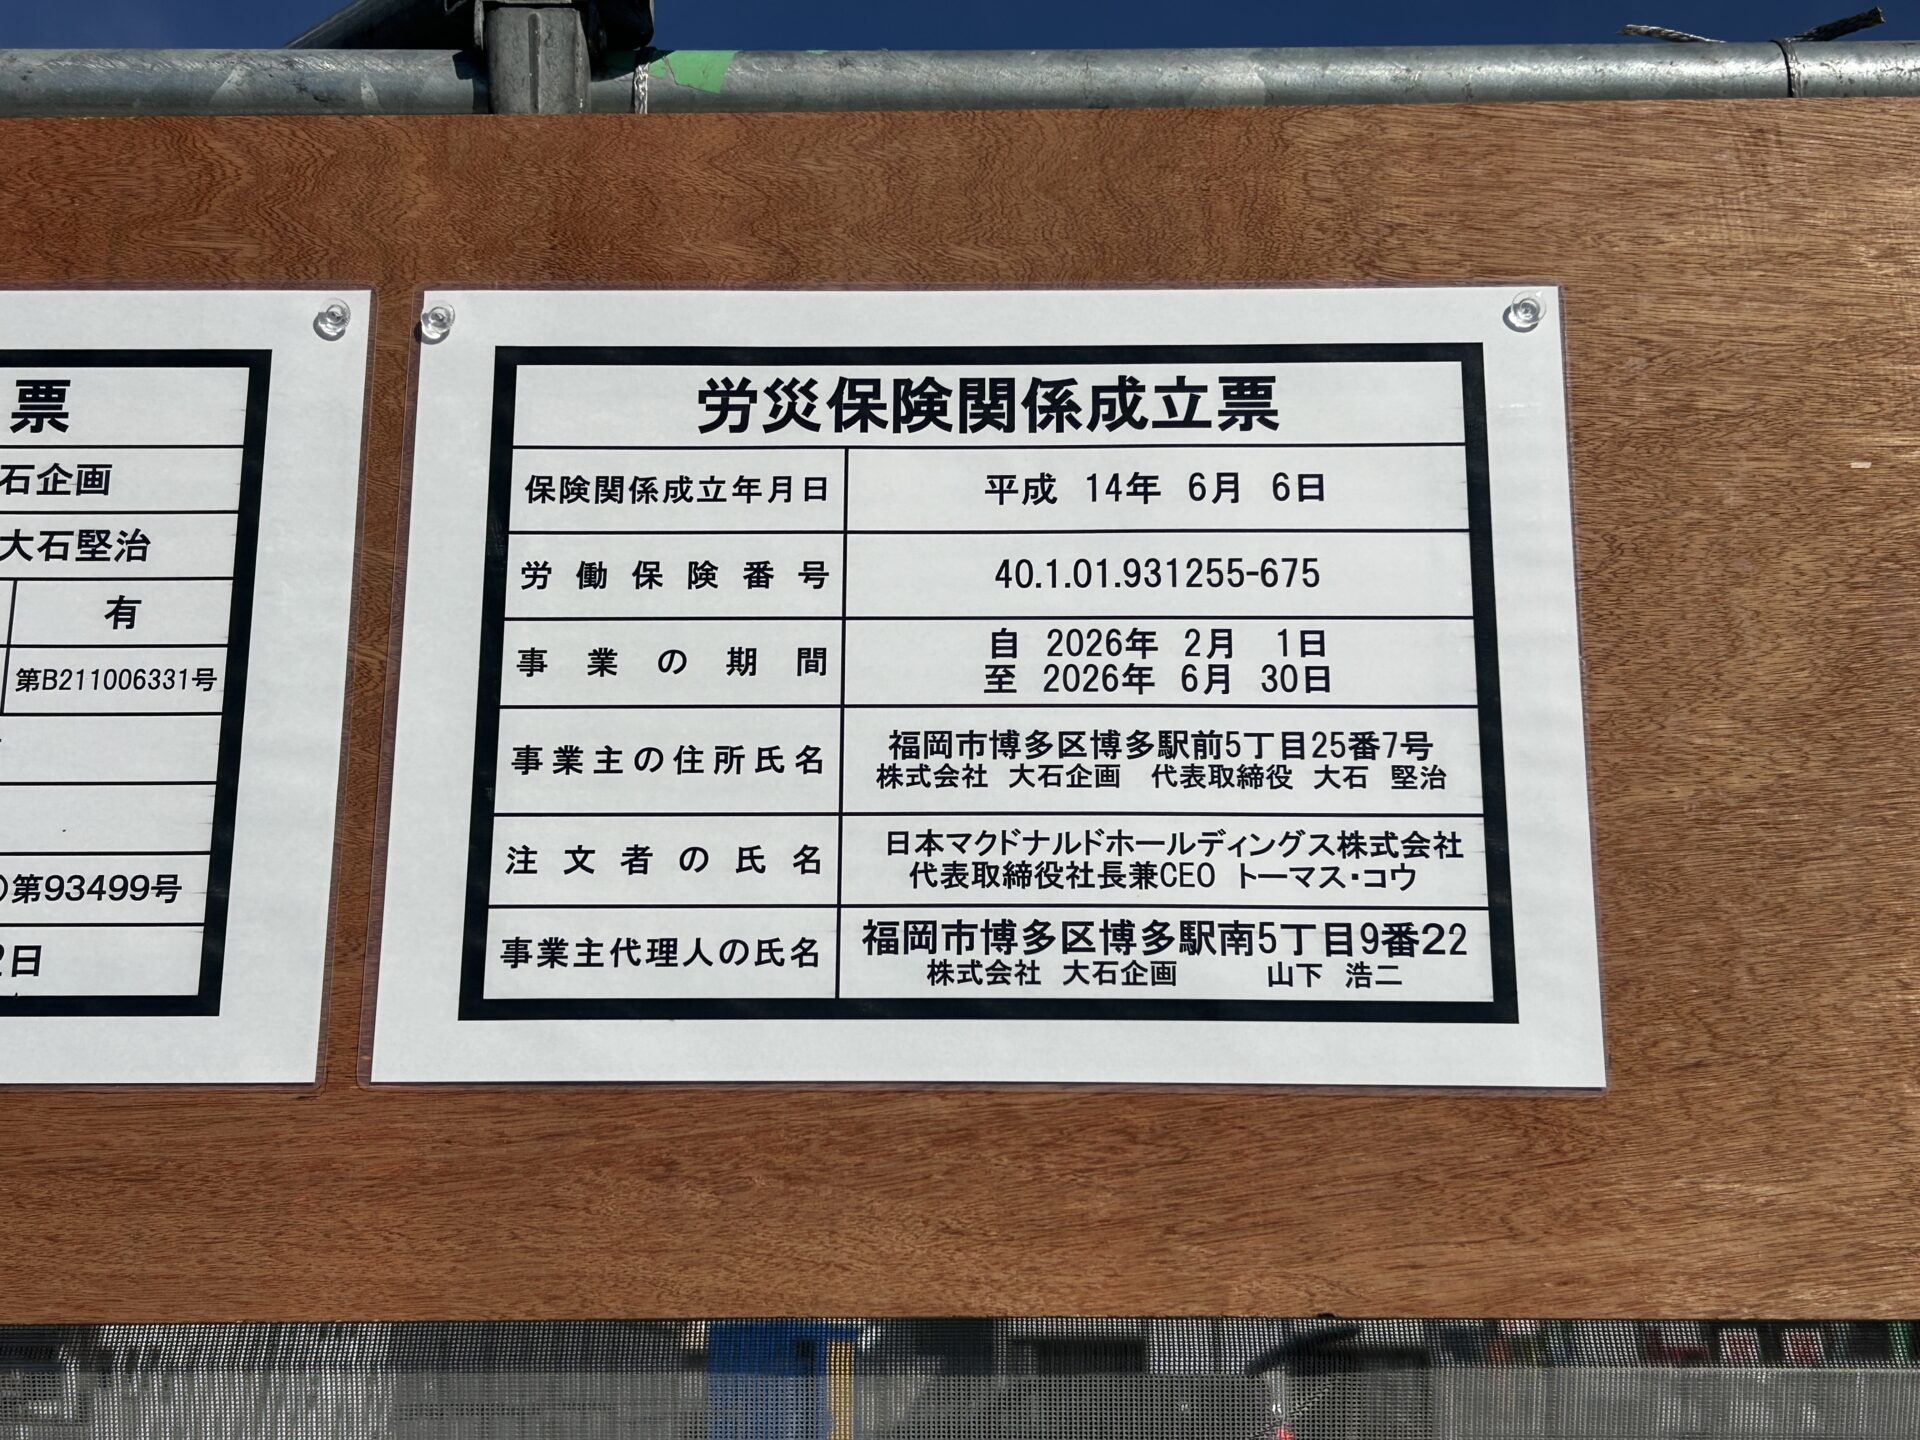 票
石企画
大石堅治
有
第B211006331号
第93499号
2日
労災保険関係成立票
保険関係成立年月日 平成 14年 6月 6日
労働保険番号 40.1.01.931255-675
事業の期間 自 2026年 2月 1日
至 2026年 6月 30日
事業主の住所氏名 福岡市博多区博多駅前5丁目25番7号
株式会社 大石企画 代表取締役 大石 堅治
注文者の氏名 日本マクドナルドホールディングス株式会社
代表取締役社長兼CEO トーマス・コウ
事業主代理人の氏名 福岡市博多区博多駅南5丁目9番22
株式会社 大石企画 山下 浩二